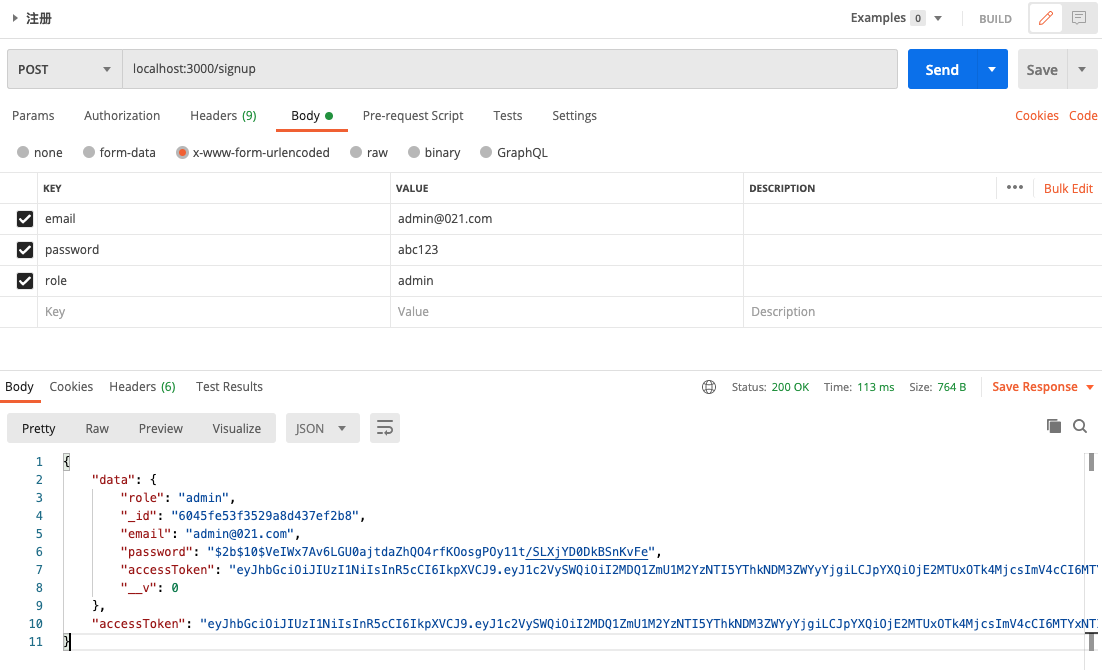 注册 Examples 0 BUILD
POST localhost:3000/signup Send Save
Params Authorization Headers (9) Body Pre-request Script Tests Settings Cookies Code
none form-data x-www-form-urlencoded raw binary GraphQL
KEY VALUE DESCRIPTION ••• Bulk Edit
email admin@021.com
password abc123
role admin
Key Value Description
Body Cookies Headers (6) Test Results Status: 200 OK Time: 113 ms Size: 764 B Save Response
Pretty Raw Preview Visualize JSON
1 {
2 "data": {
3 "role": "admin",
4 "_id": "6045fe53f3529a8d437ef2b8",
5 "email": "admin@021.com",
6 "password": "$2b$10$VeIWx7Av6LGU0ajtdaZhQO4rfKOosgPOy11t/SLXjYD0DkBSnKvFe",
7 "accessToken": "eyJhbGciOiJIUzI1NiIsInR5cCI6IkpXVCJ9.eyJ1c2VySWQiOiI2MDQ1ZmU1M2YzNTI5YThkNDM3ZWYyYjgiLCJpYXQiOjE2MTUxOTk4MjcsImV4cCI6MTY
8 "__v": 0
9 },
10 "accessToken": "eyJhbGciOiJIUzI1NiIsInR5cCI6IkpXVCJ9.eyJ1c2VySWQiOiI2MDQ1ZmU1M2YzNTI5YThkNDM3ZWYyYjgiLCJpYXQiOjE2MTUxOTk4MjcsImV4cCI6MTYxNTI
11 }